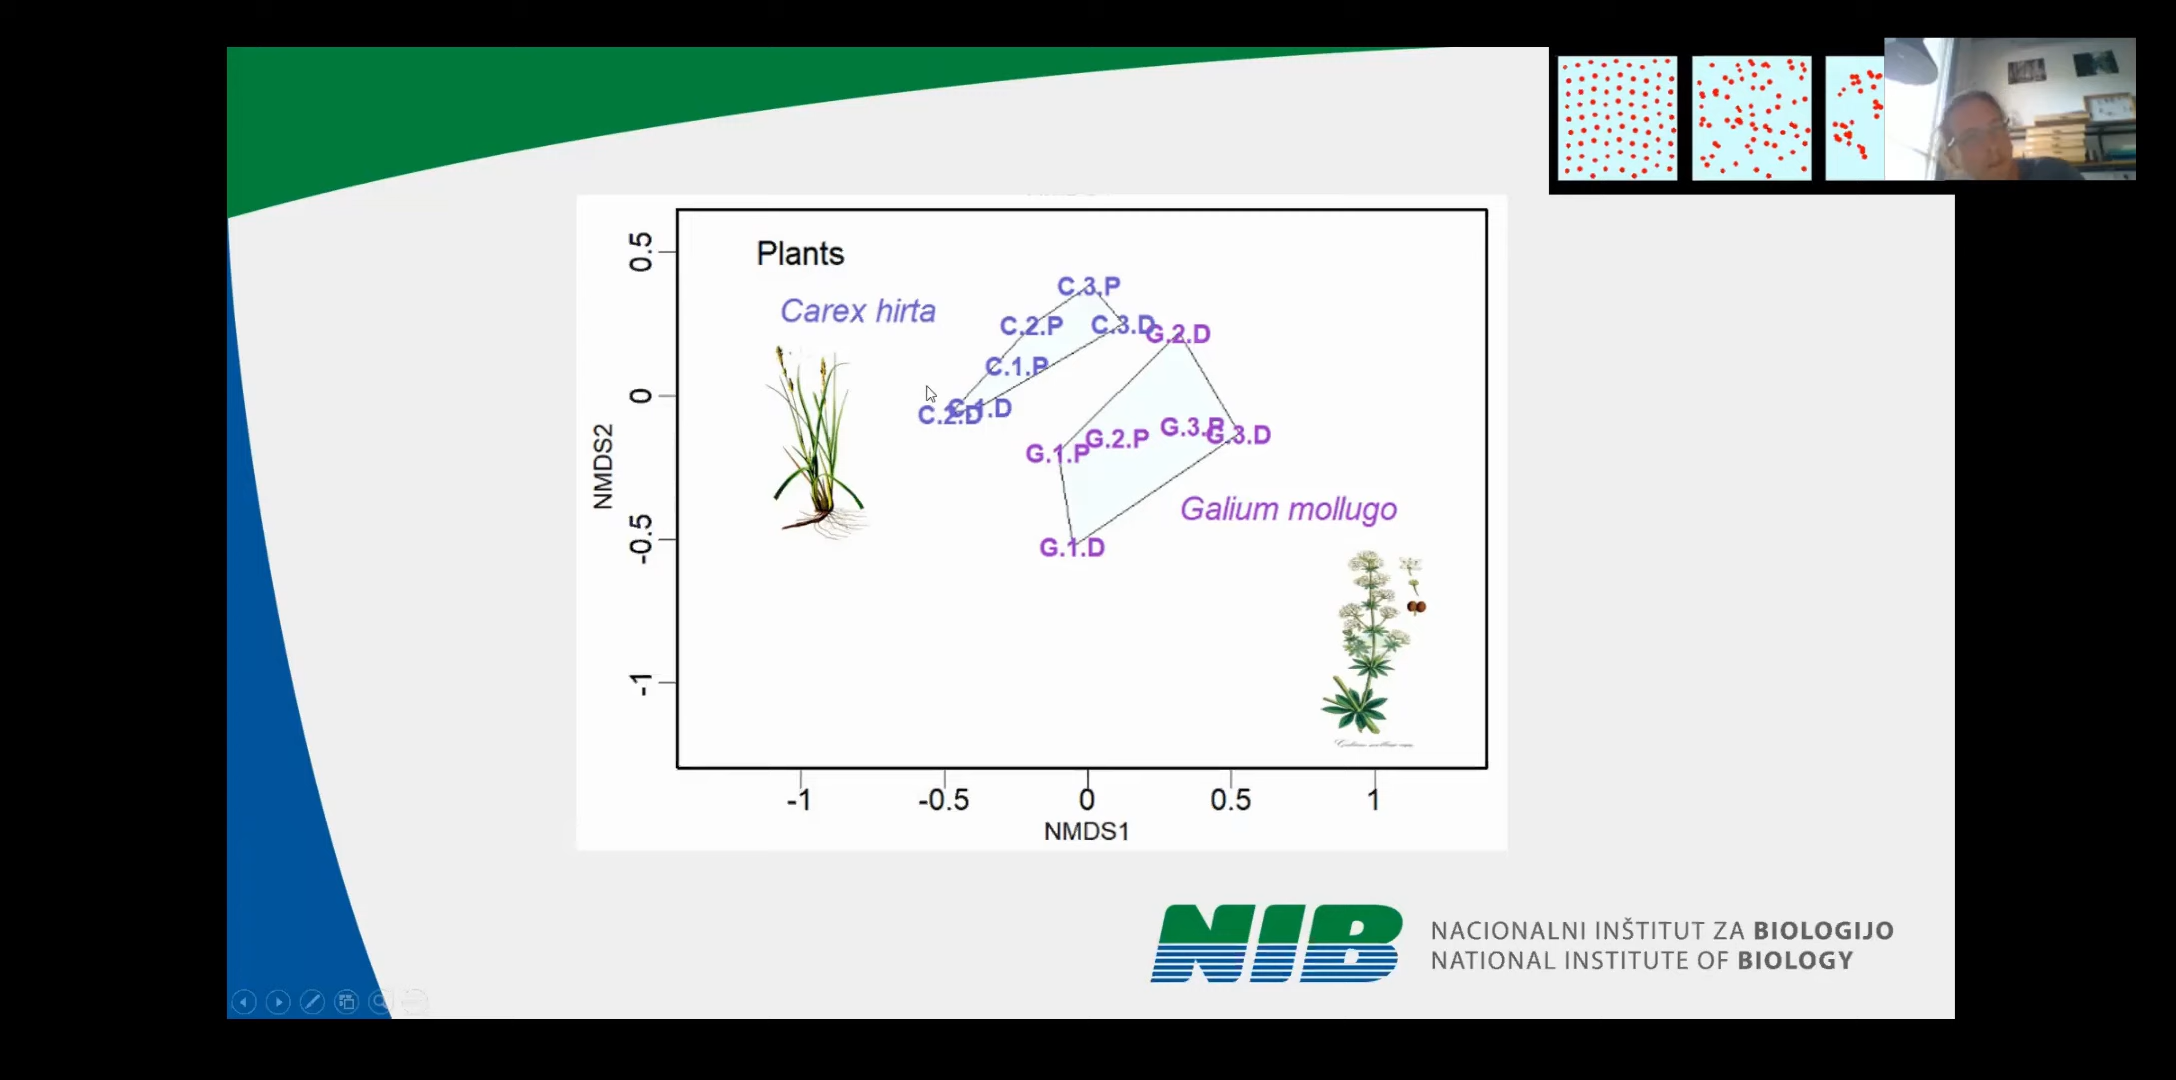 0.5
Plants
C.3.P
Carex hirta
C.2.P
C.3.D
G.2.D
C.1.P
0
C.2.D
C.1.D
NMDS2
G.1.P
G.2.P
G.3.P
G.3.D
Galium mollugo
-0.5
G.1.D
-1
-1
-0.5
0
0.5
1
NMDS1
NIB
NACIONALNI INŠTITUT ZA BIOLOGIJO
NATIONAL INSTITUTE OF BIOLOGY